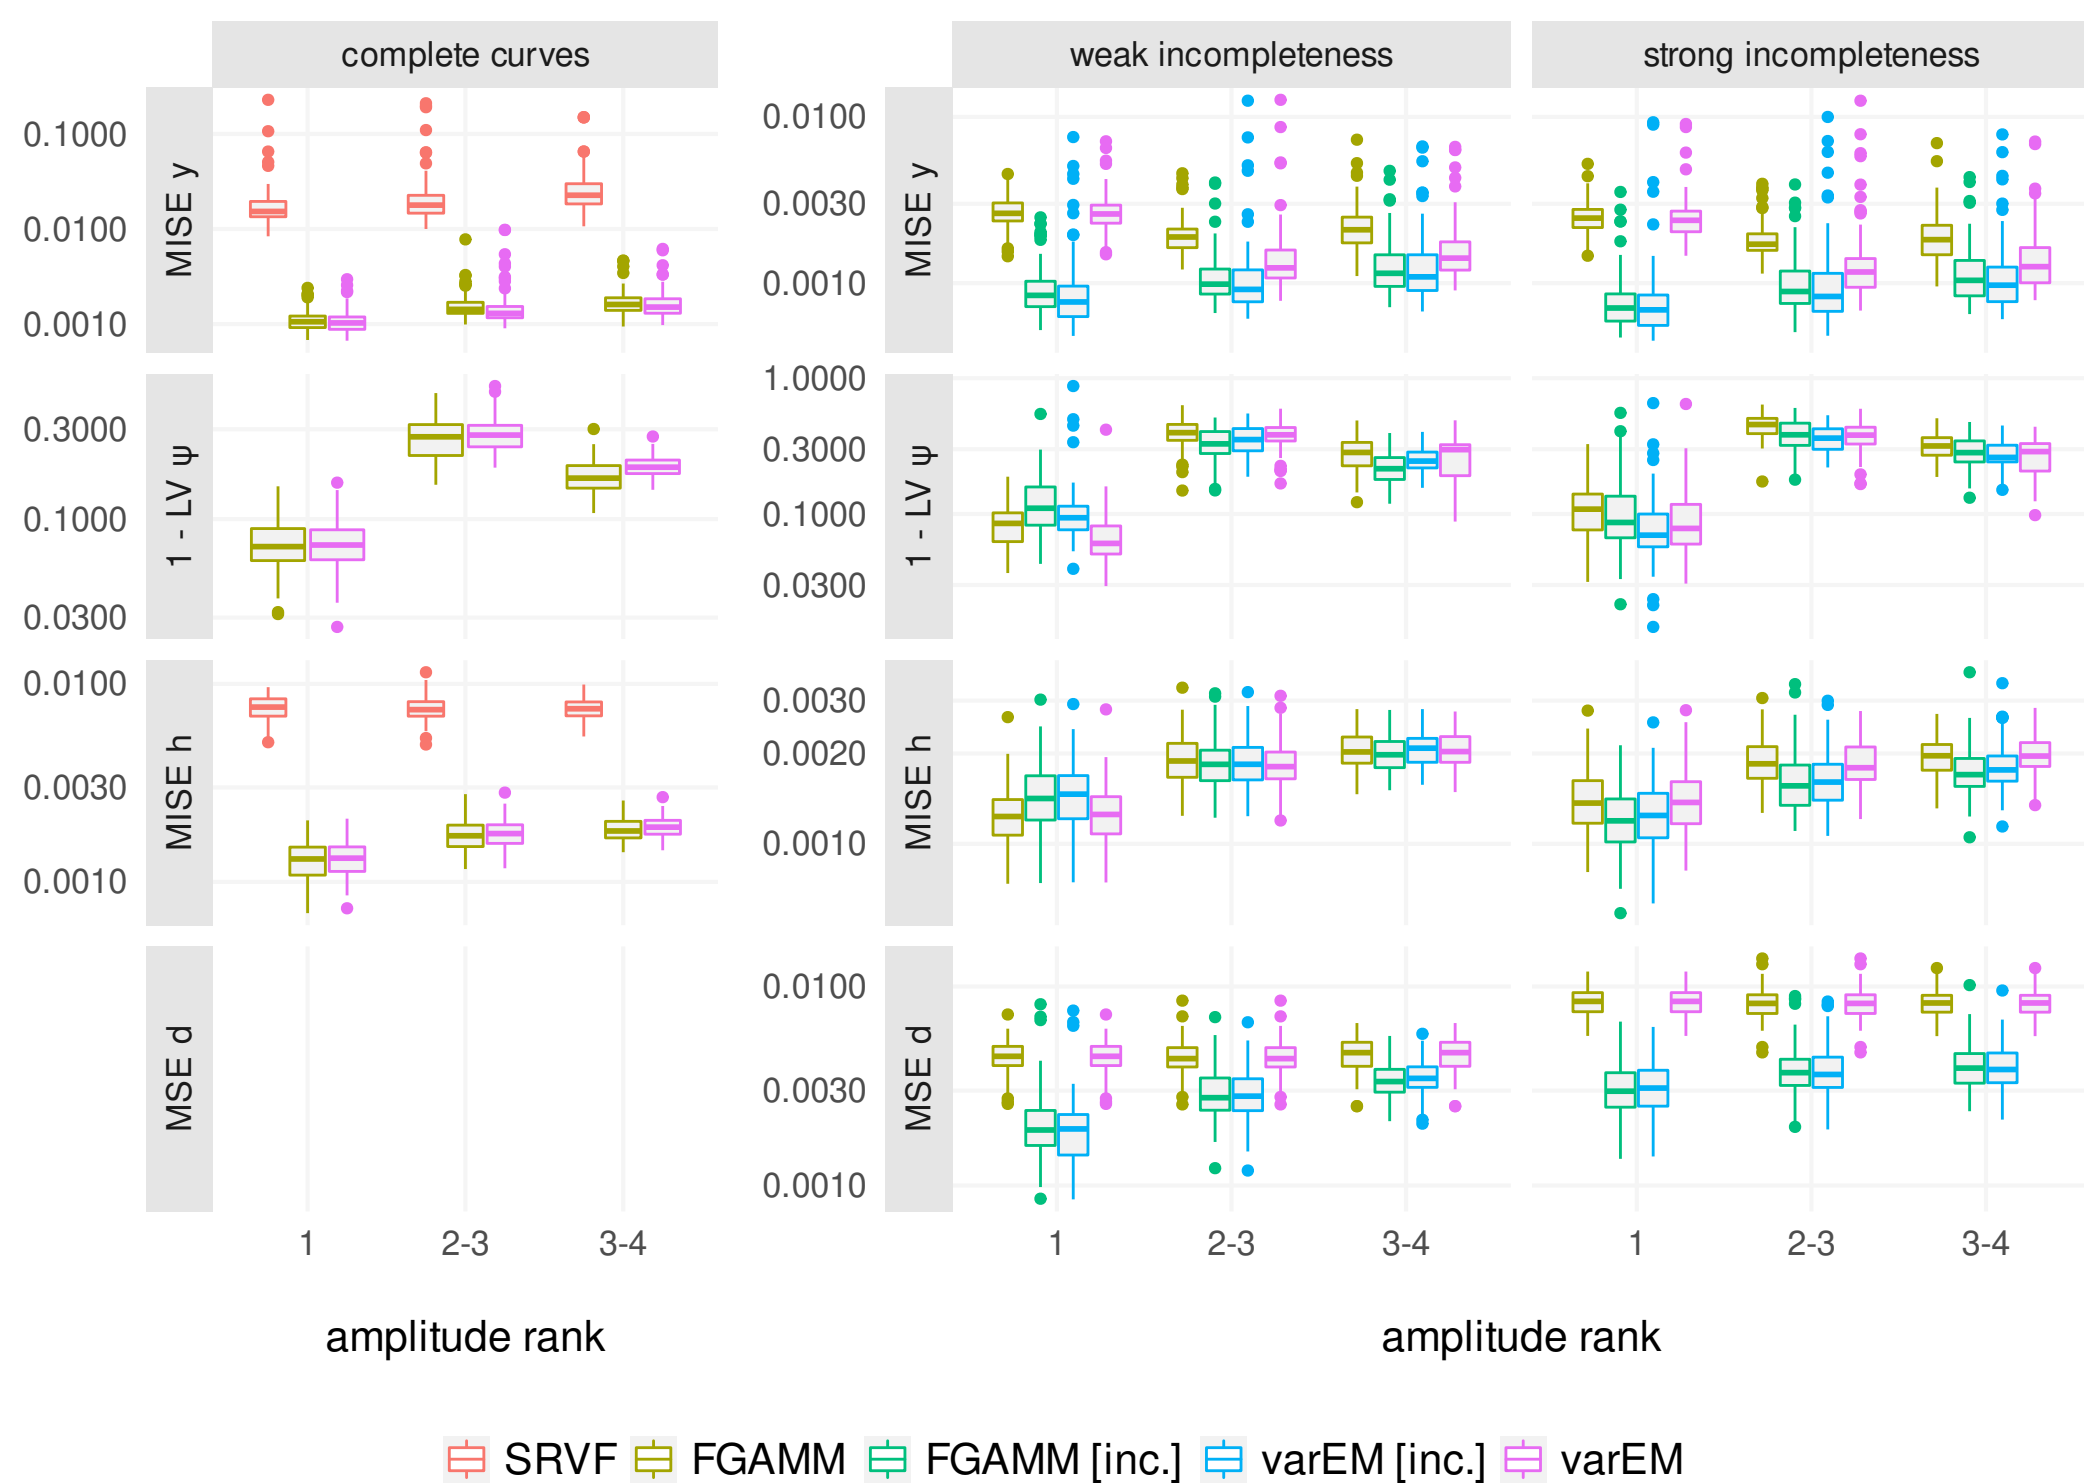 complete curves
weak incompleteness
strong incompleteness
MISE y
0.1000
0.0100
0.0010
MISE y
0.0100
0.0030
0.0010
1 - LV ψ
0.3000
0.1000
0.0300
1 - LV ψ
1.0000
0.3000
0.1000
0.0300
MISE h
0.0100
0.0030
0.0010
MISE h
0.0030
0.0020
0.0010
MSE d
MSE d
0.0100
0.0030
0.0010
1 2-3 3-4
1 2-3 3-4
1 2-3 3-4
amplitude rank
amplitude rank
SRVF FGAMM FGAMM [inc.] varEM [inc.] varEM